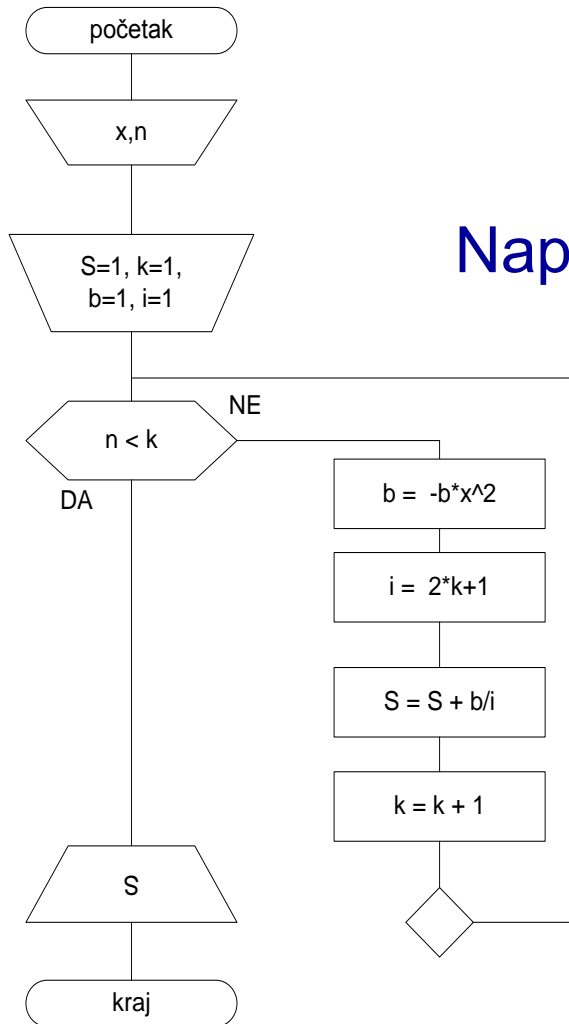 početak
x,n
S=1, k=1,
b=1, i=1
Nap
n < k
NE
DA
b = -b*x^2
i = 2*k+1
S = S + b/i
k = k + 1
S
kraj